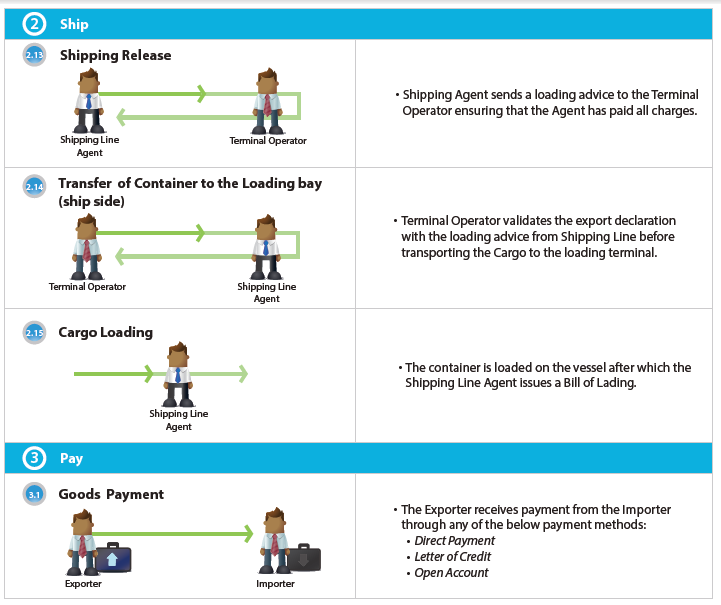 2 Ship
2.13 Shipping Release
Shipping Line
Agent
Terminal Operator
• Shipping Agent sends a loading advice to the Terminal
Operator ensuring that the Agent has paid all charges.
2.14 Transfer of Container to the Loading bay
(ship side)
Terminal Operator
Shipping Line
Agent
• Terminal Operator validates the export declaration
with the loading advice from Shipping Line before
transporting the Cargo to the loading terminal.
2.15 Cargo Loading
Shipping Line
Agent
• The container is loaded on the vessel after which the
Shipping Line Agent issues a Bill of Lading.
3 Pay
3.1 Goods Payment
Exporter
Importer
• The Exporter receives payment from the Importer
through any of the below payment methods:
• Direct Payment
• Letter of Credit
• Open Account